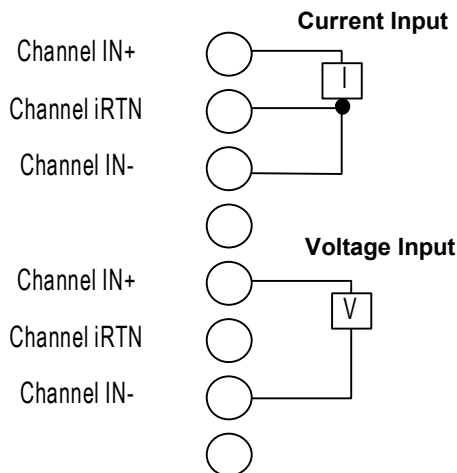 Current Input
Channel IN+
I
Channel iRTN
Channel IN-
Voltage Input
Channel IN+
V
Channel iRTN
Channel IN-